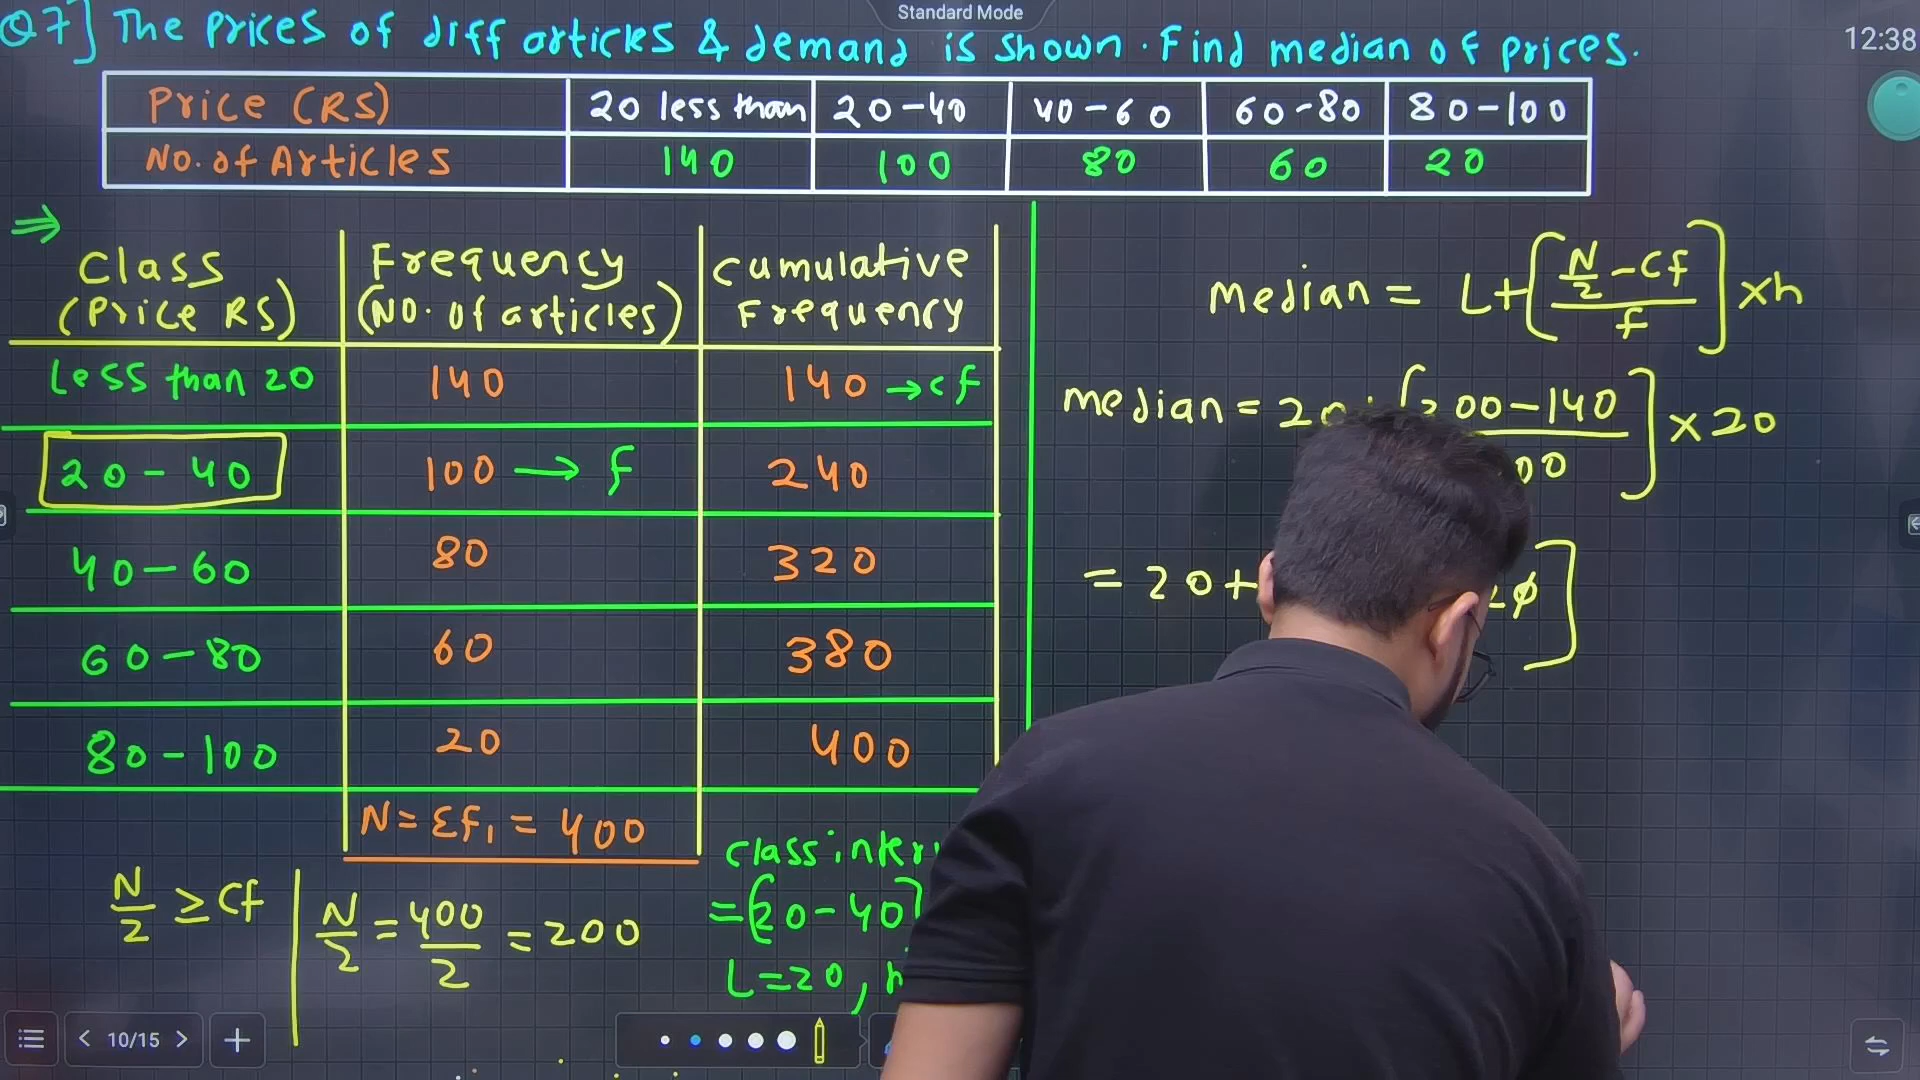 Standard Mode
12:38
Q7] The prices of diff articles & demand is shown. Find median of prices.
Price (RS) 20 less than 20-40 40-60 60-80 80-100
No. of Articles 140 100 80 60 20
⇒
Class (Price RS) Frequency (No. of articles) Cumulative Frequency
Less than 20 140 140 → cf
20-40 100 → f 240
40-60 80 320
60-80 60 380
80-100 20 400
N = Σf₁ = 400
N/2 ≥ Cf
N/2 = 400/2 = 200
class
= [20-40]
L=20,
median = L+[(N/2 - Cf)/f] × h
median = 200-140 ] × 20
= 20+
10/15